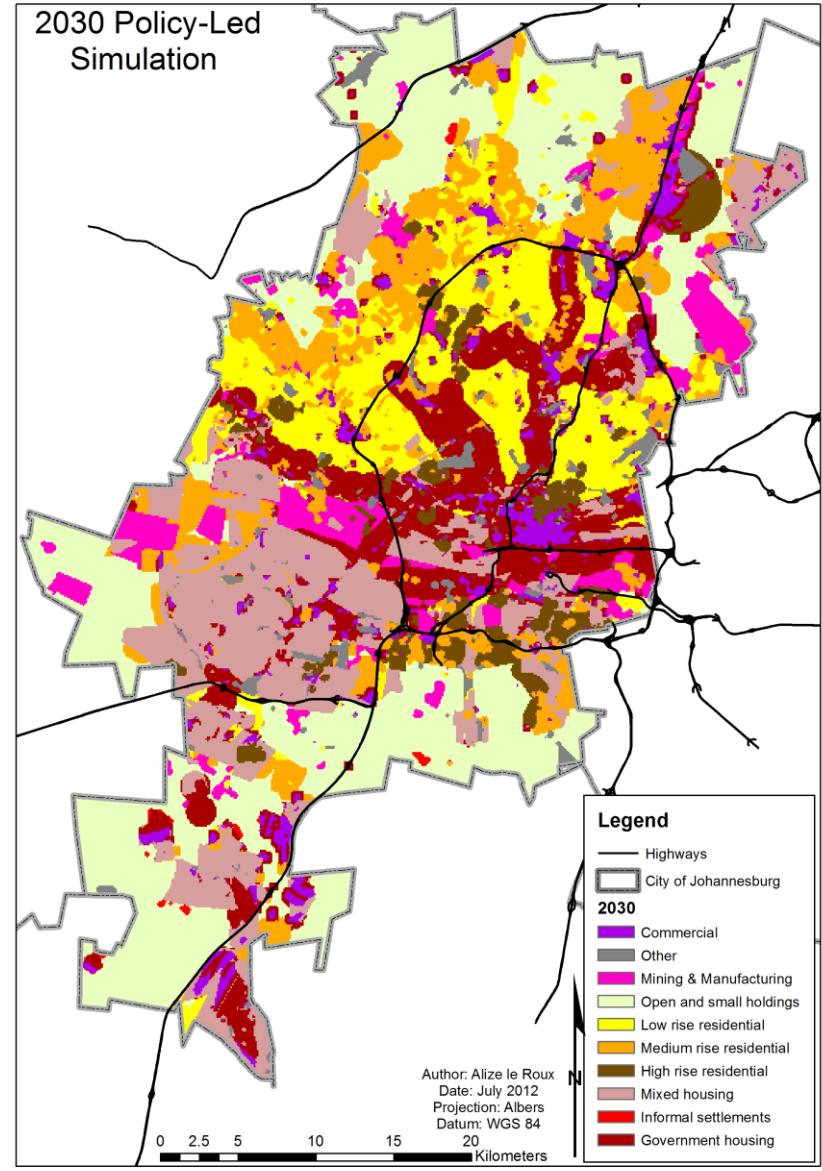 2030 Policy-Led
Simulation
Legend
Highways
City of Johannesburg
2030
Commercial
Other
Mining & Manufacturing
Open and small holdings
Low rise residential
Medium rise residential
High rise residential
Mixed housing
Informal settlements
Government housing
Author: Alize le Roux
Date: July 2012
Projection: Albers
Datum: WGS 84
N
0 2.5 5 10 15 20
Kilometers